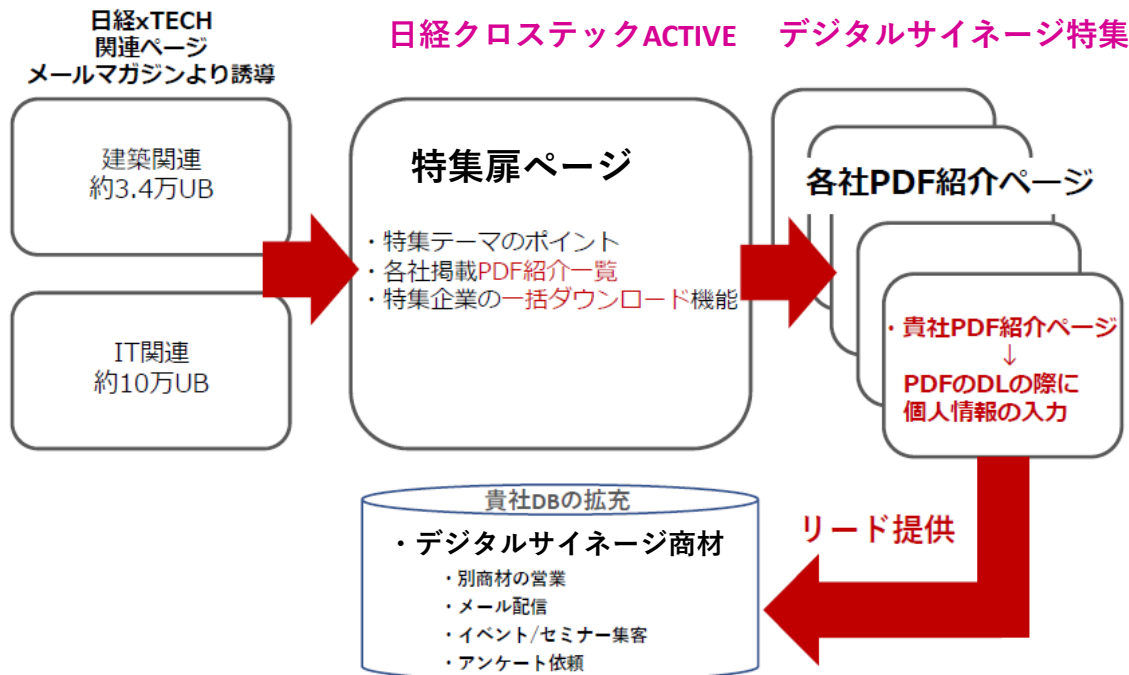 日経xTECH
関連ページ
メールマガジンより誘導
日経クロステックACTIVE デジタルサイネージ特集
建築関連
約3.4万UB
IT関連
約10万UB
特集扉ページ
・特集テーマのポイント
・各社掲載PDF紹介一覧
・特集企業の一括ダウンロード機能
各社PDF紹介ページ
・貴社PDF紹介ページ
↓
PDFのDLの際に
個人情報の入力
リード提供
貴社DBの拡充
・デジタルサイネージ商材
・別商材の営業
・メール配信
・イベント/セミナー集客
・アンケート依頼